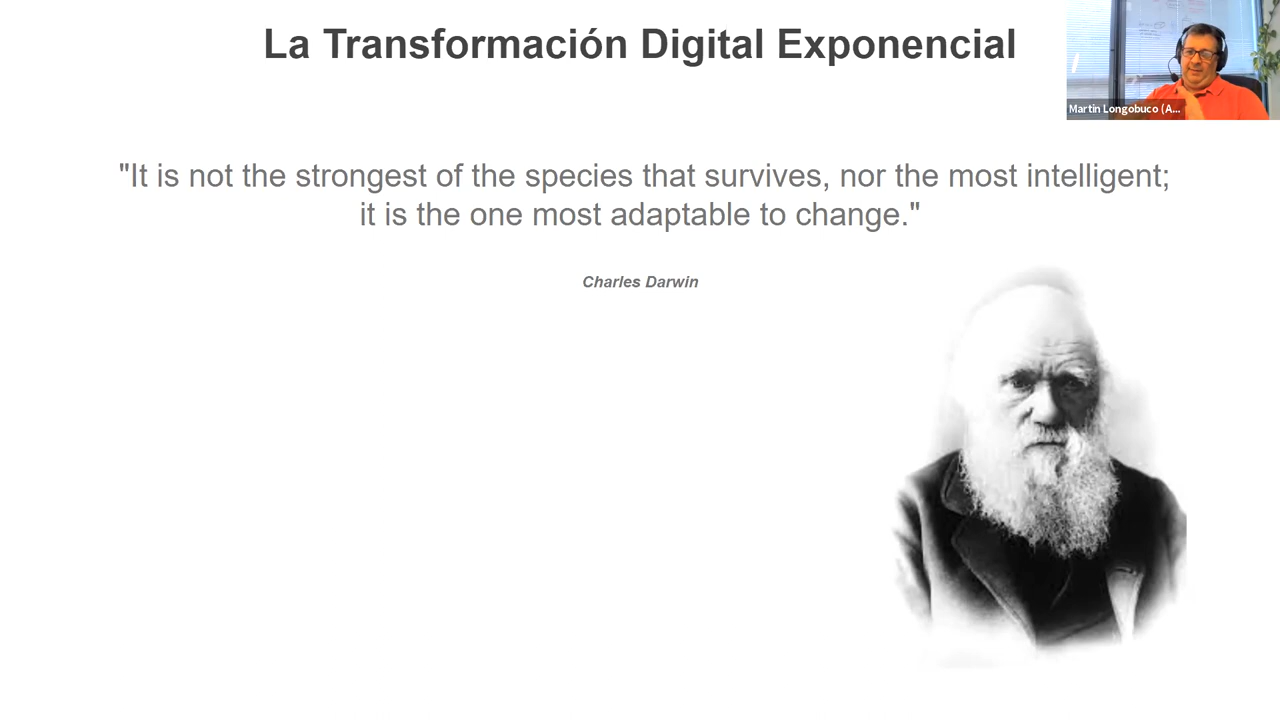 La Transformación Digital Exponencial
Martin Longobuco (A...
"It is not the strongest of the species that survives, nor the most intelligent;
it is the one most adaptable to change."
Charles Darwin